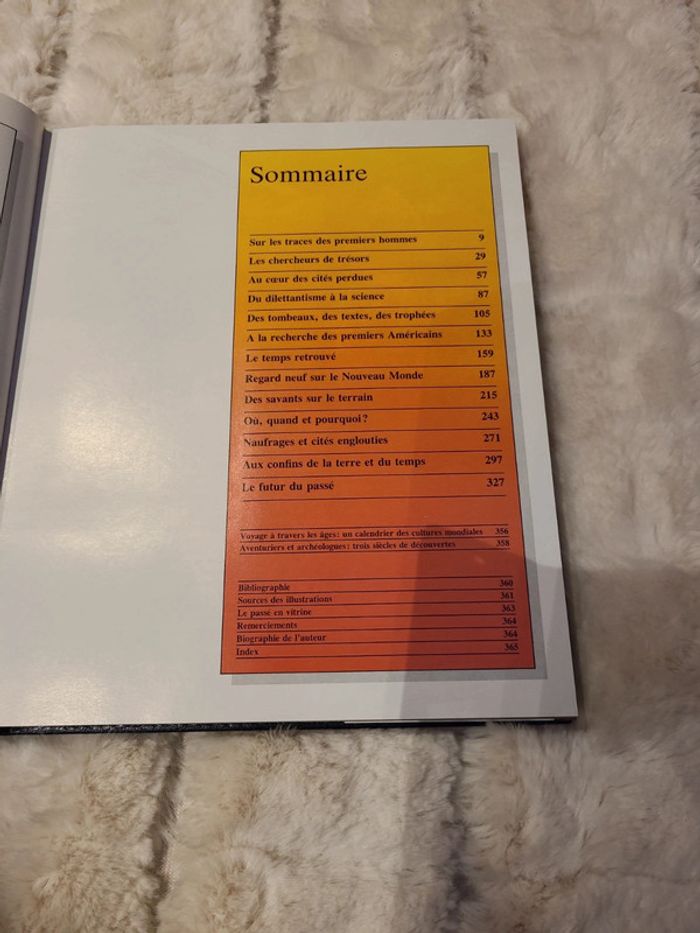 Sommaire
Sur les traces des premiers hommes 9
Les chercheurs de trésors 29
Au cœur des cités perdues 57
Du dilettantisme à la science 87
Des tombeaux, des textes, des trophées 105
A la recherche des premiers Américains 133
Le temps retrouvé 159
Regard neuf sur le Nouveau Monde 187
Des savants sur le terrain 215
Où, quand et pourquoi? 243
Naufrages et cités englouties 271
Aux confins de la terre et du temps 297
Le futur du passé 327
Voyage à travers les âges: un calendrier des cultures mondiales 356
Aventuriers et archéologues: trois siècles de découvertes 358
Bibliographie 360
Sources des illustrations 361
Le passé en vitrine 363
Remerciements 364
Biographie de l'auteur 364
Index 365